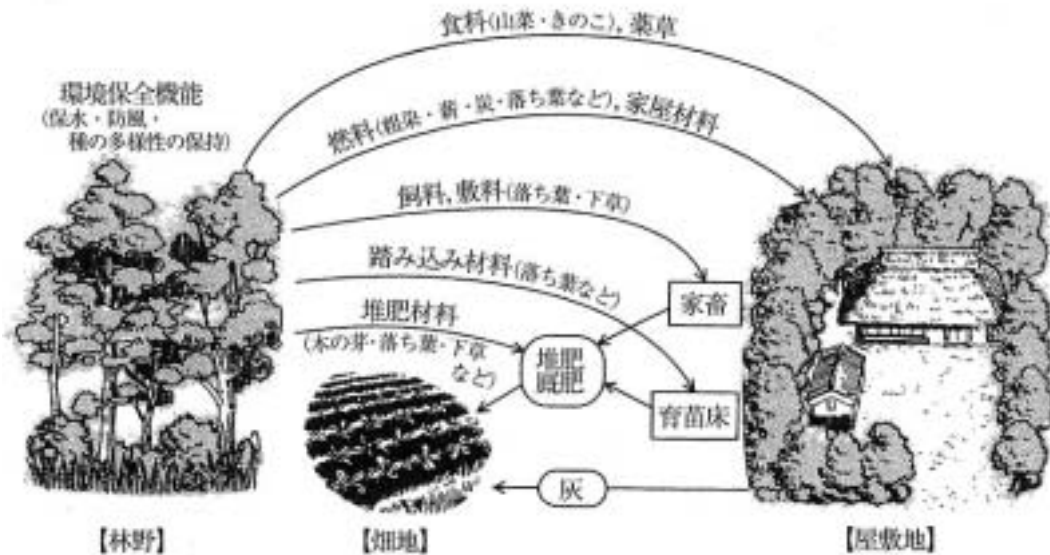 食料(山菜・きのこ), 薬草
環境保全機能
(保水・防風・
種の多様性の保持)
燃料(粗朶・薪・炭・落ち葉など), 家屋材料
飼料, 敷料(落ち葉・下草)
踏み込み材料(落ち葉など)
家畜
堆肥材料
(木の芽・落ち葉・下草
など)
堆肥
厩肥
育苗床
灰
【林野】
【畑地】
【屋敷地】